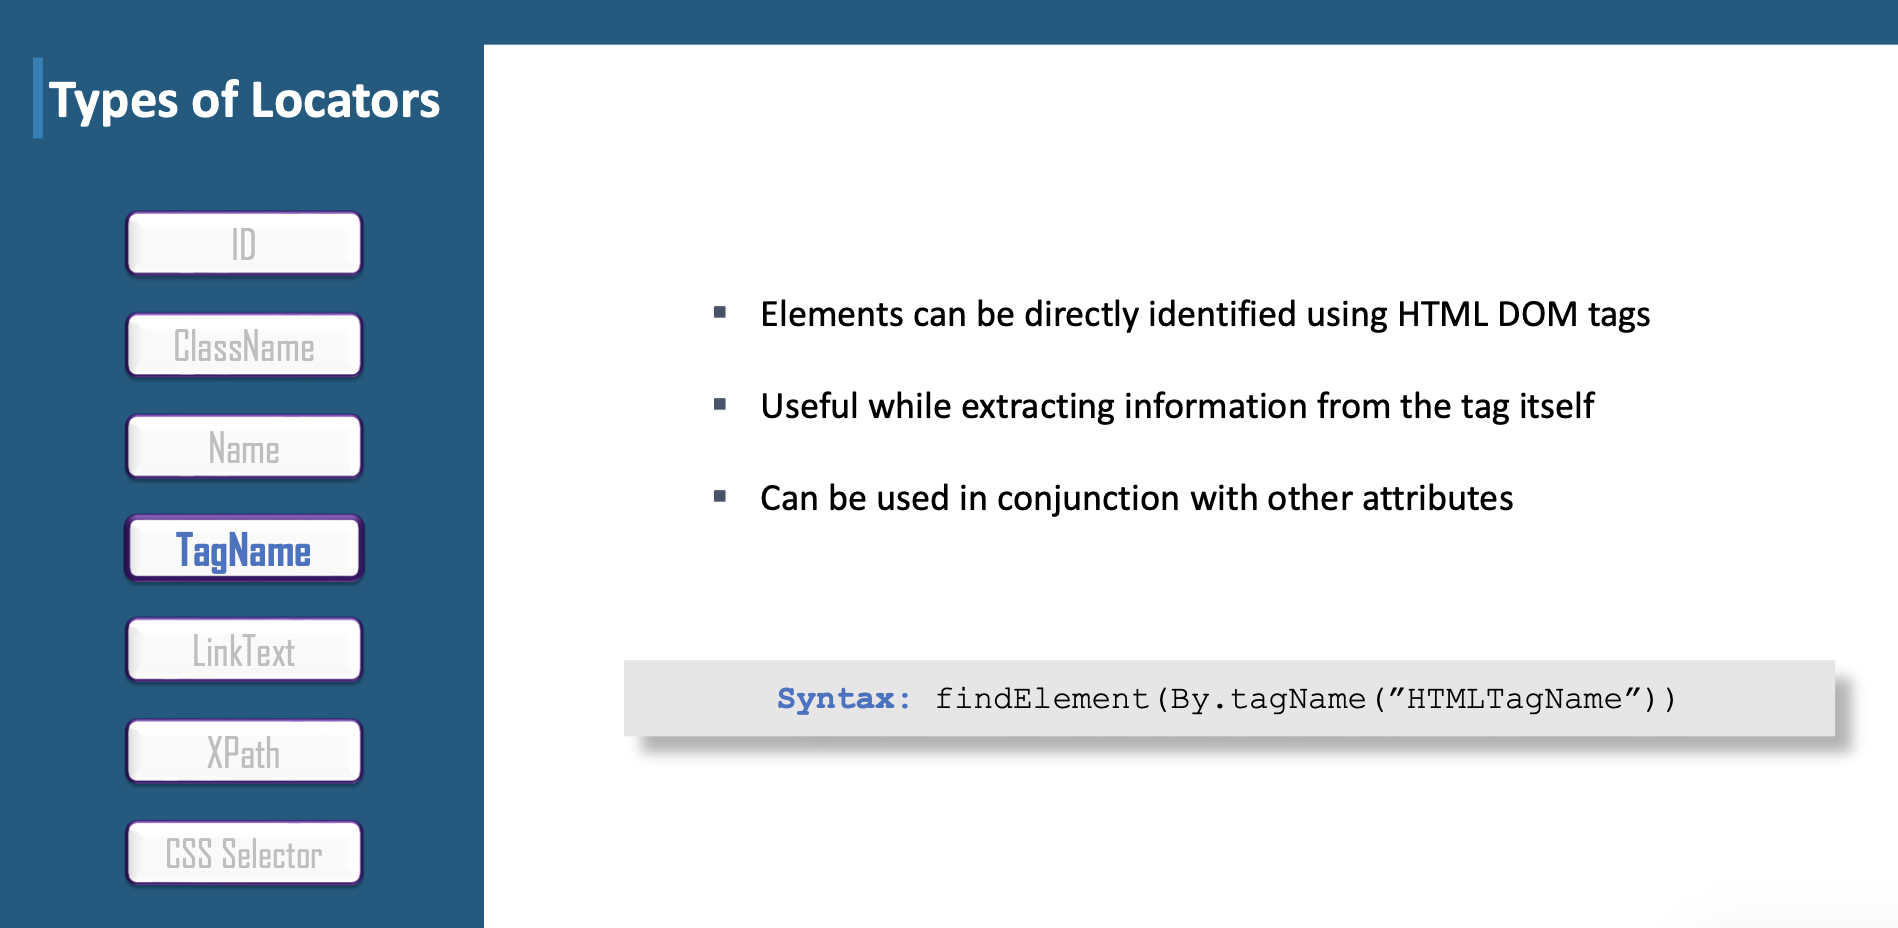 Types of Locators
ID
ClassName
Name
TagName
LinkText
XPath
CSS Selector
▪ Elements can be directly identified using HTML DOM tags
▪ Useful while extracting information from the tag itself
▪ Can be used in conjunction with other attributes
Syntax: findElement(By.tagName(”HTMLTagName”))